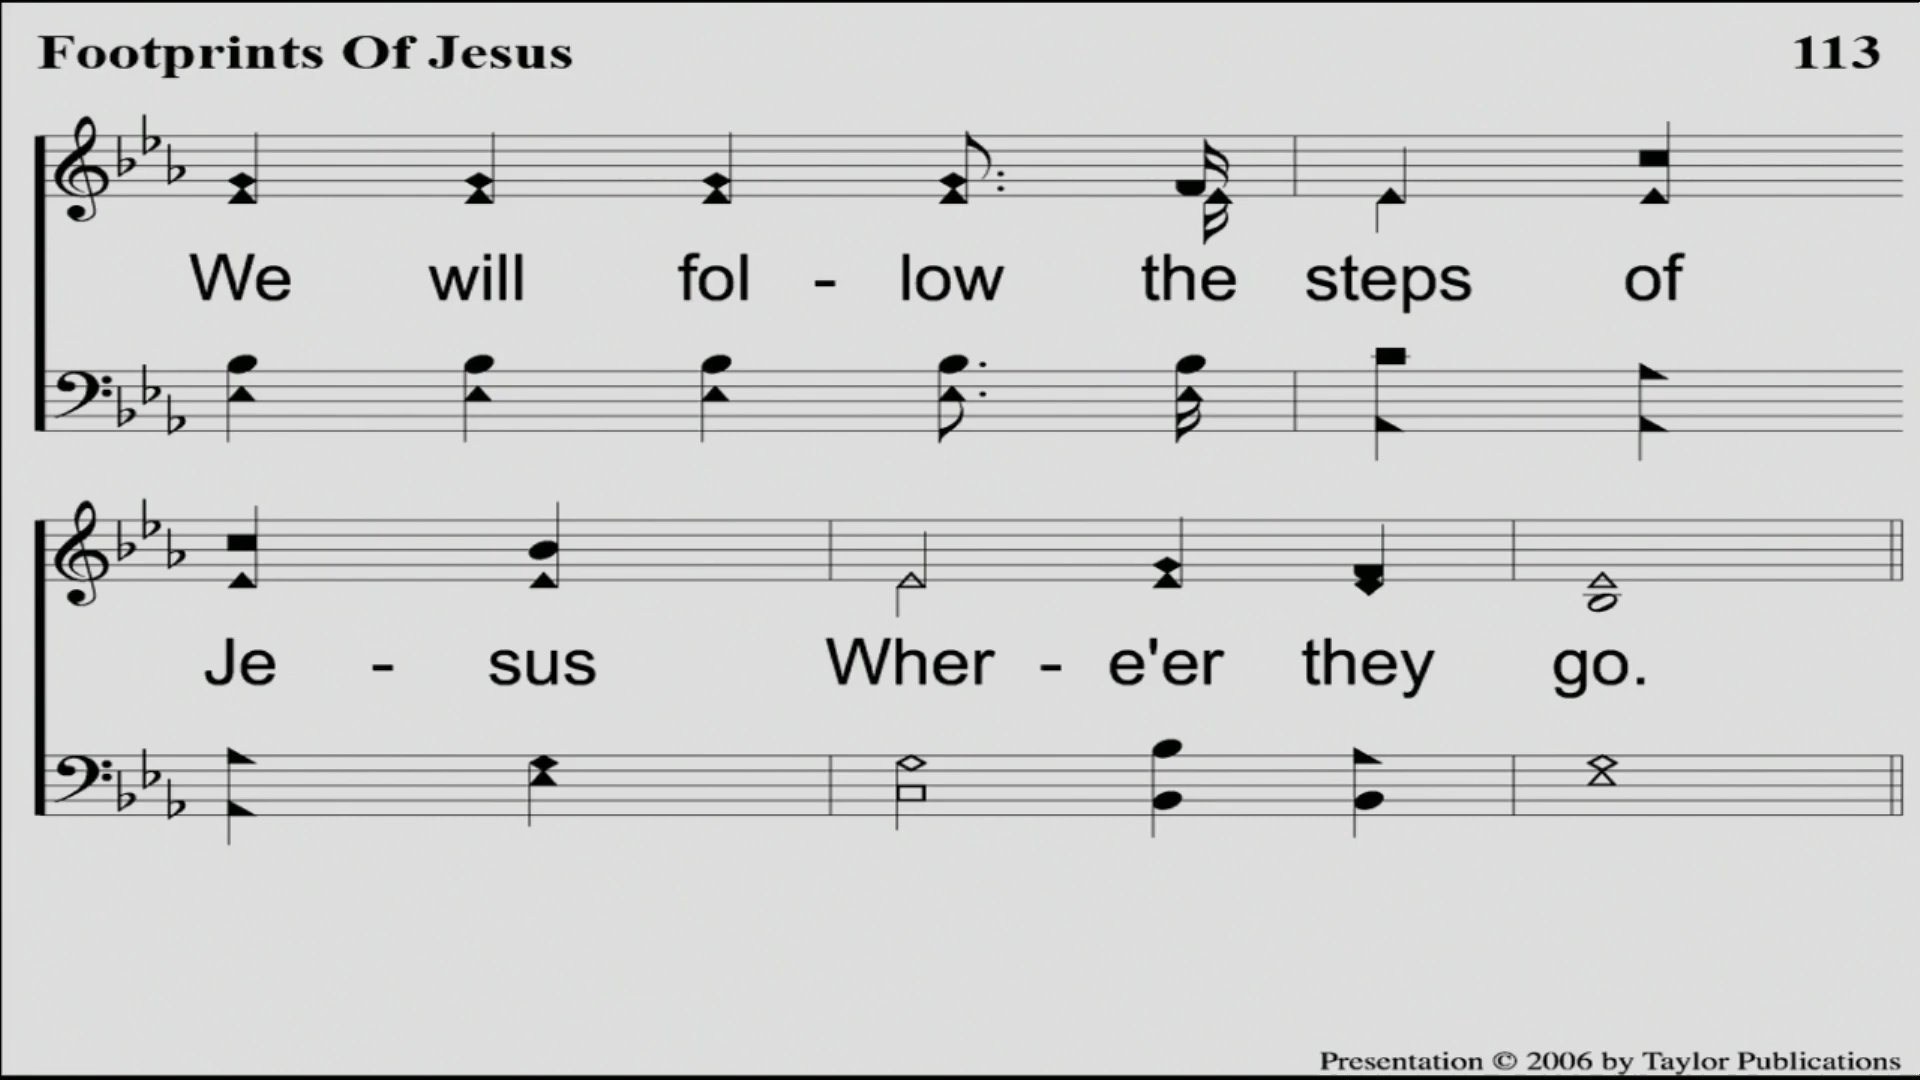 Footprints Of Jesus 113
We will fol - low the steps of
Je - sus Wher - e'er they go.
Presentation © 2006 by Taylor Publications